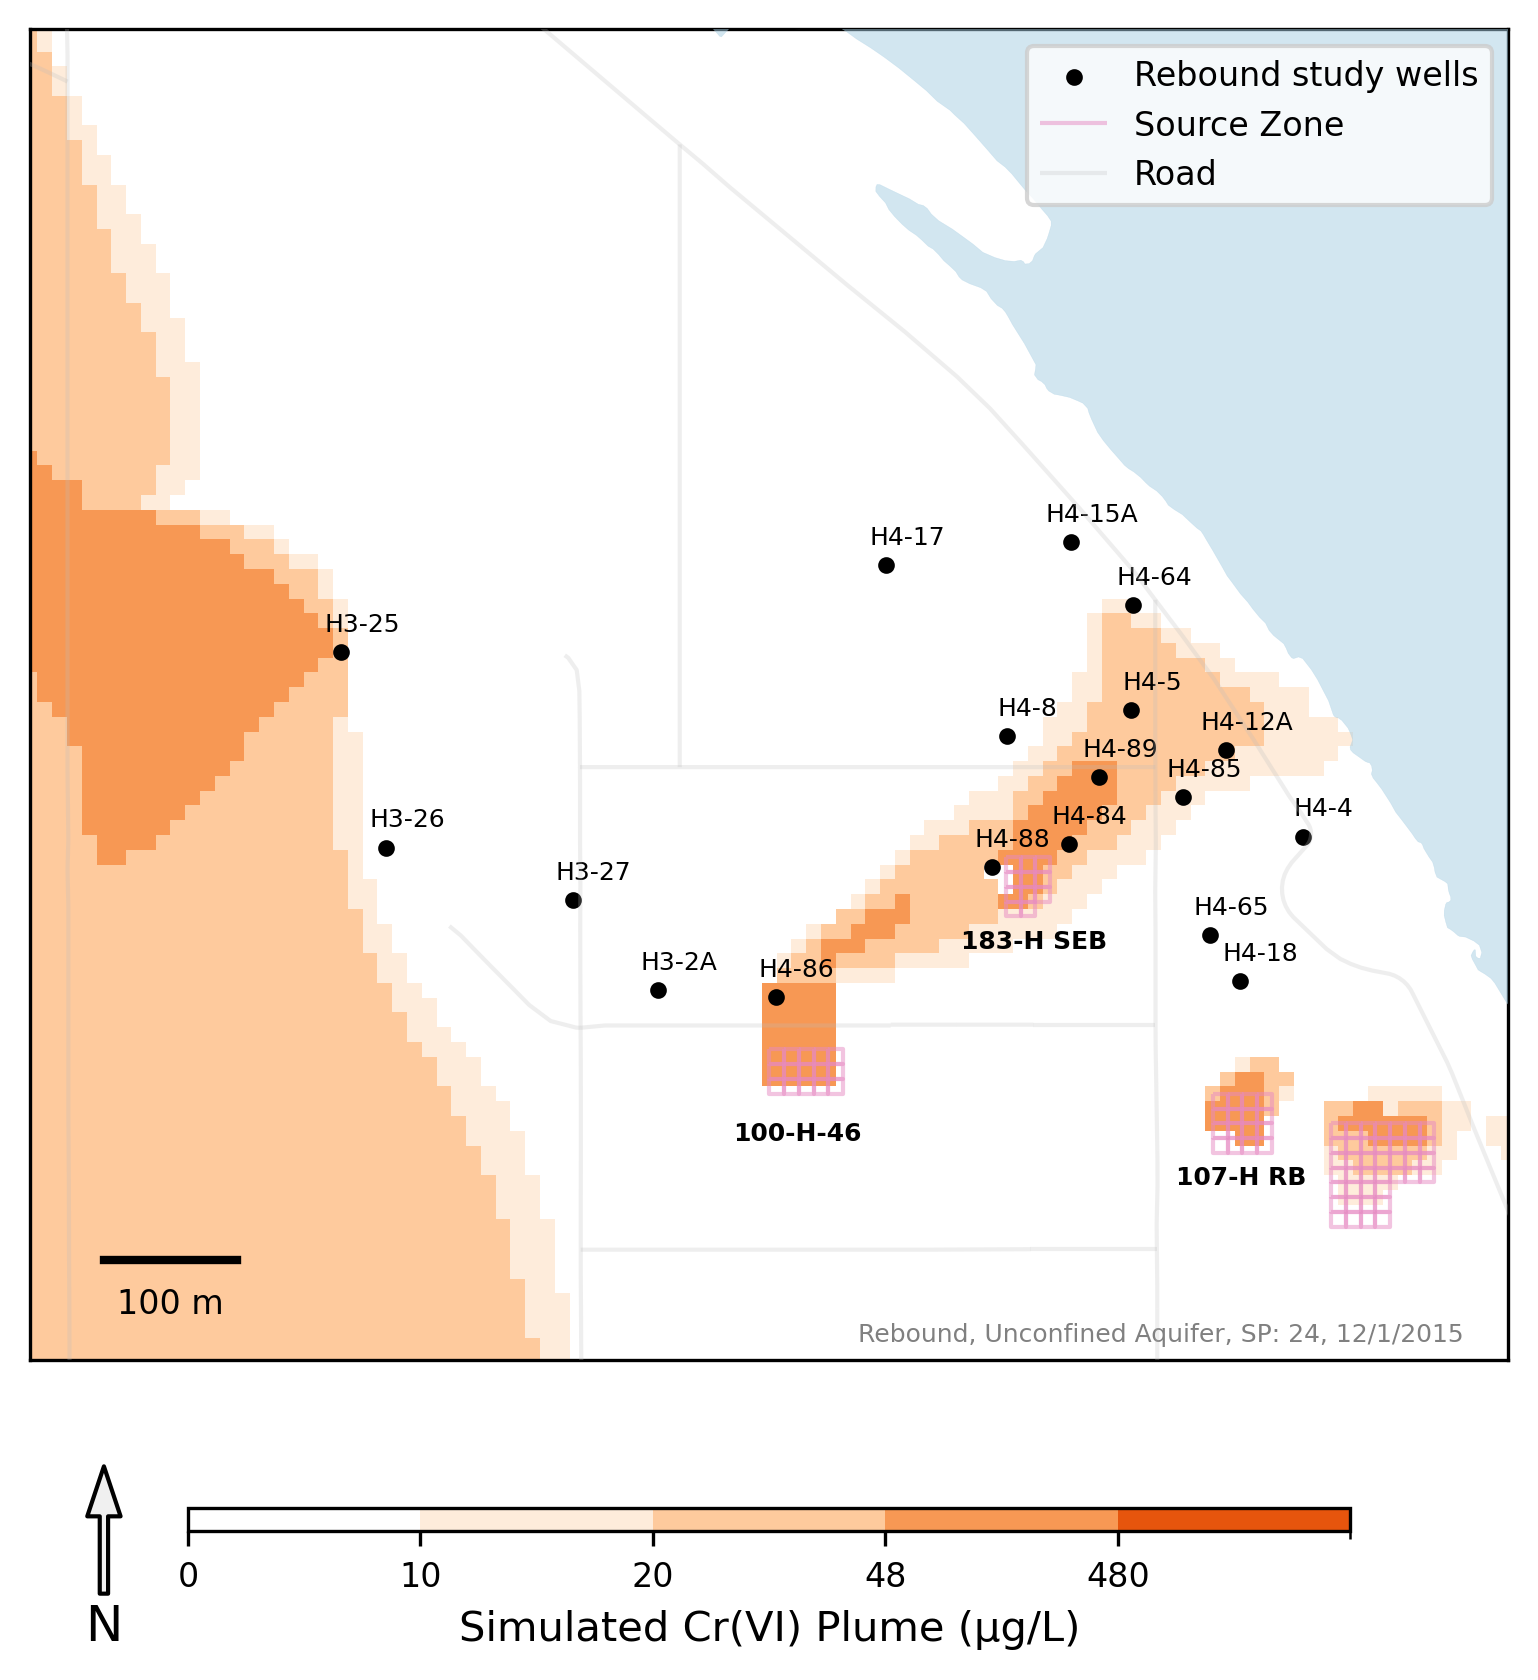 Rebound study wells
Source Zone
Road
H4-15A
H4-17
H4-64
H3-25
H4-5
H4-8
H4-12A
H4-89
H4-85
H4-4
H4-84
H3-26
H4-88
H3-27
H4-65
183-H SEB
H4-18
H3-2A
H4-86
100-H-46
107-H RB
100 m
Rebound, Unconfined Aquifer, SP: 24, 12/1/2015
0
10
20
48
480
N
Simulated Cr(VI) Plume (µg/L)